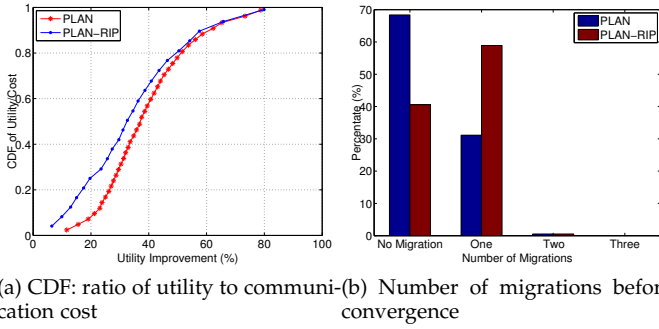 PLAN
PLAN−RIP
CDF of Utility/Cost
1
0.8
0.6
0.4
0.2
0
0 20 40 60 80 100
Utility Improvement (%)
PLAN
PLAN−RIP
Percentate (%)
70
60
50
40
30
20
10
0
No Migration One Two Three
Number of Migrations
(a) CDF: ratio of utility to communi-
cation cost
(b) Number of migrations befor
convergence